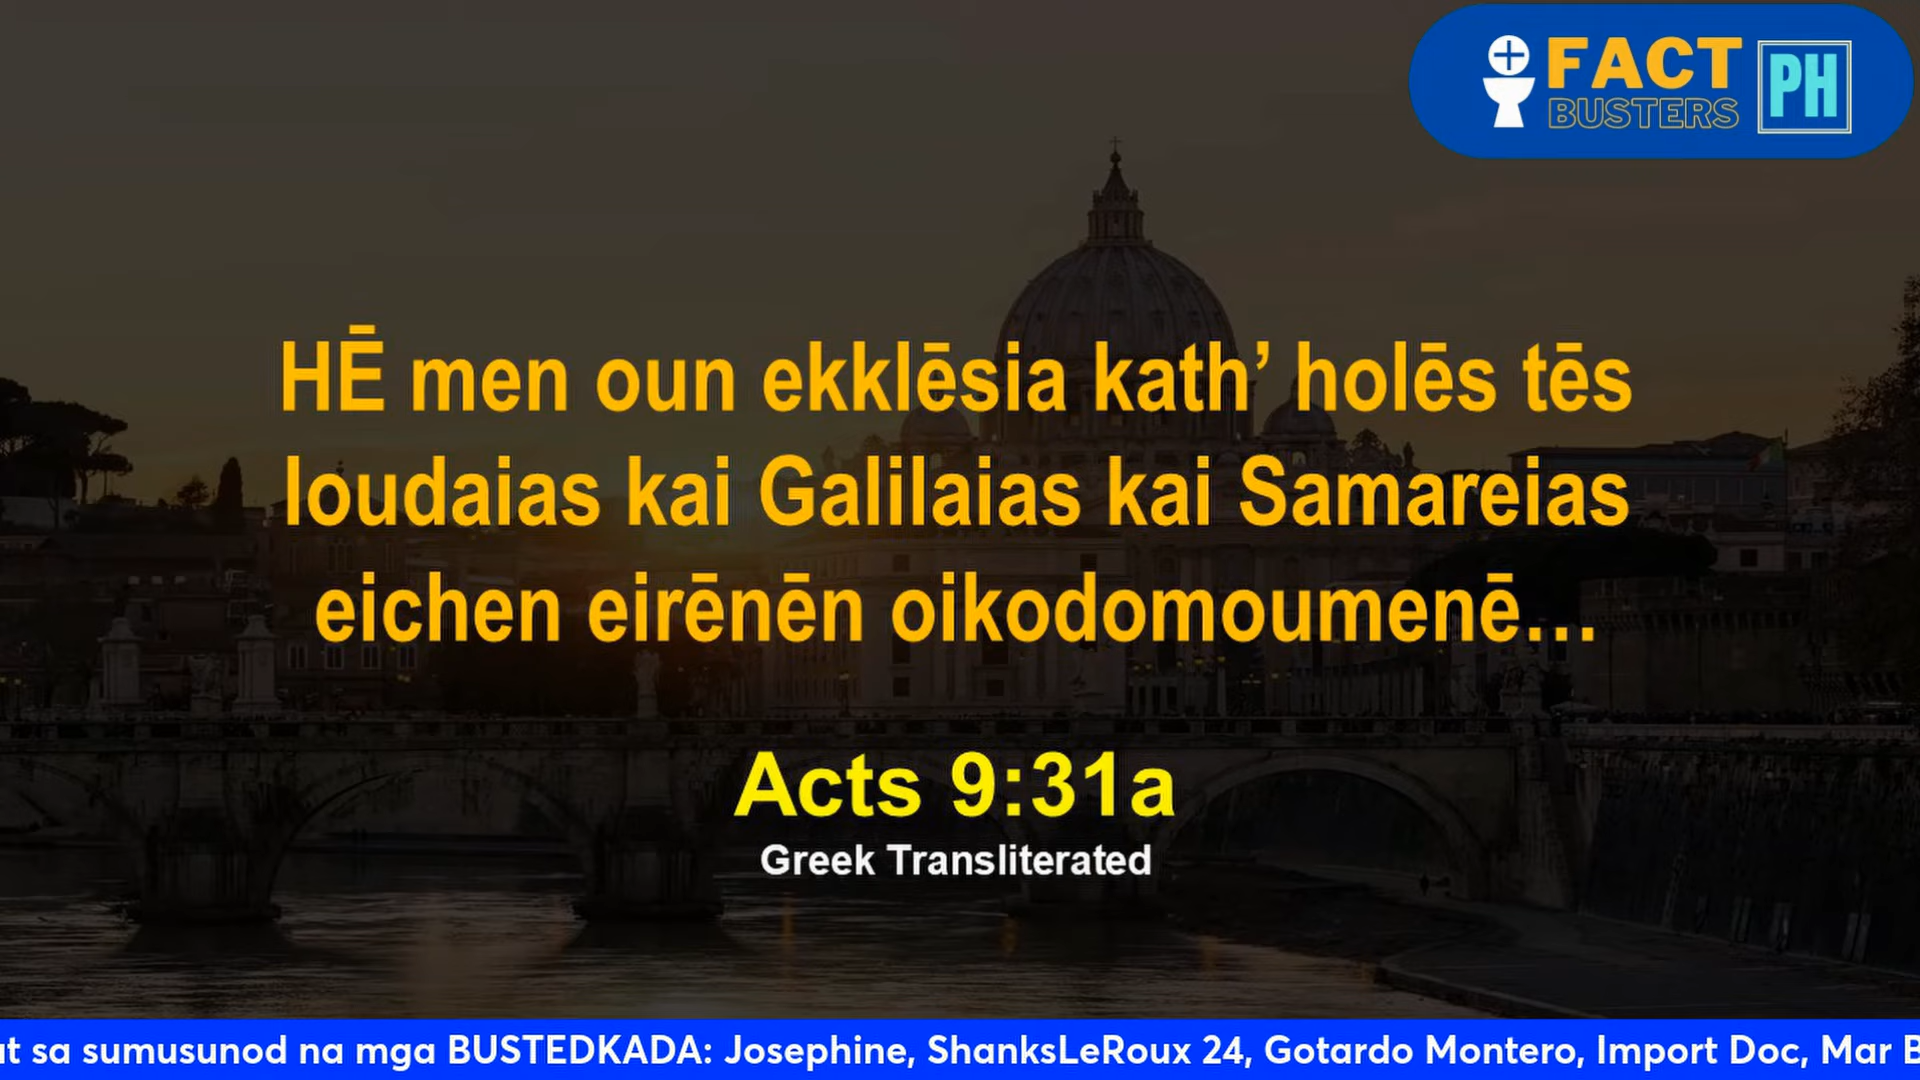 FACT
BUSTERS
PH
HĒ men oun ekklēsia kath’ holēs tēs
Ioudaias kai Galilaias kai Samareias
eichen eirēnēn oikodomoumenē…
Acts 9:31a
Greek Transliterated
sa sumusunod na mga BUSTEDKADA: Josephine, ShanksLeRoux 24, Gotardo Montero, Import Doc, Mar